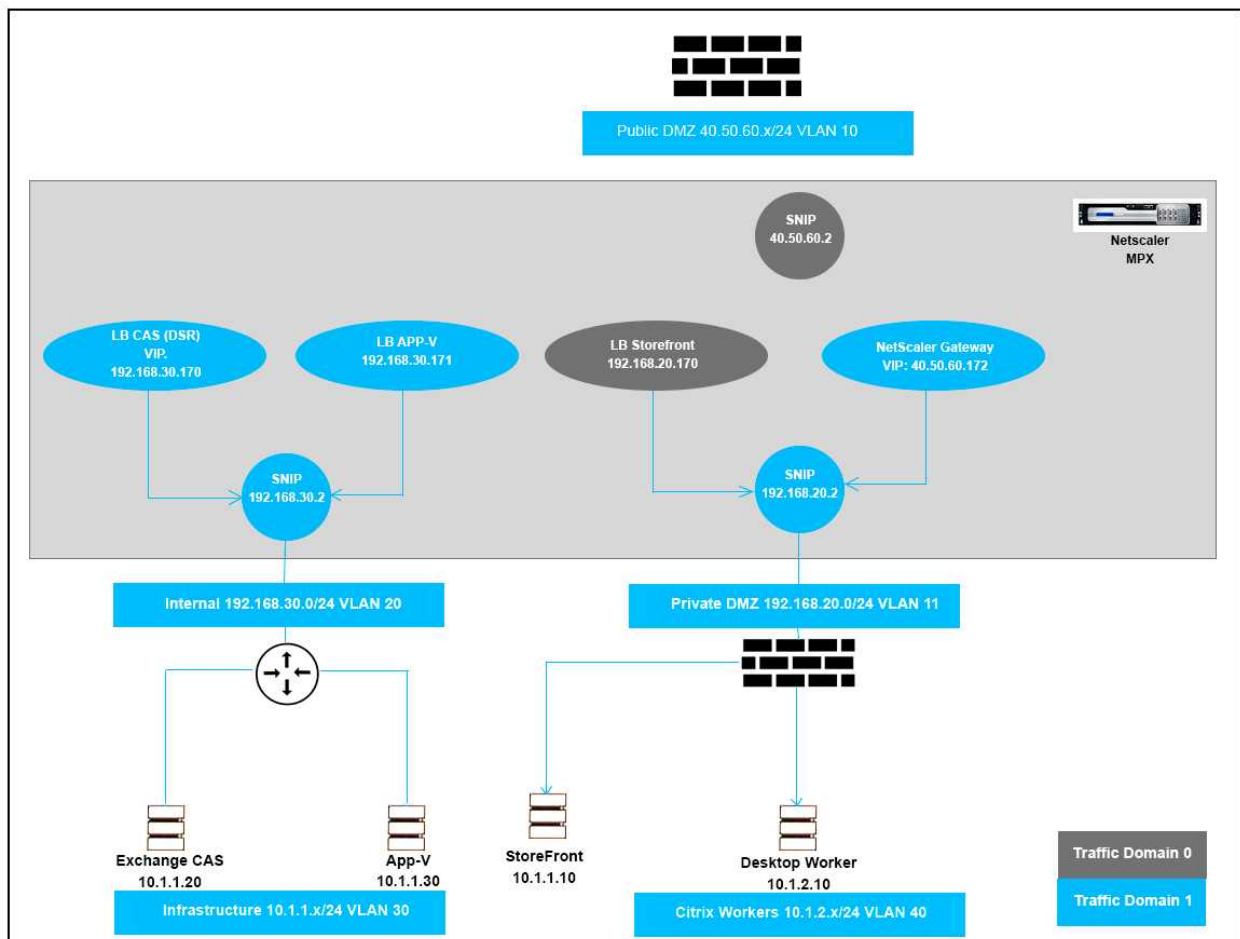 Public DMZ 40.50.60.x/24 VLAN 10
SNIP
40.50.60.2
Netscaler
MPX
LB CAS (DSR)
VIP.
192.168.30.170
LB APP-V
192.168.30.171
LB Storefront
192.168.20.170
NetScaler Gateway
VIP: 40.50.60.172
SNIP
192.168.30.2
SNIP
192.168.20.2
Internal 192.168.30.0/24 VLAN 20
Private DMZ 192.168.20.0/24 VLAN 11
Exchange CAS
10.1.1.20
App-V
10.1.1.30
StoreFront
10.1.1.10
Desktop Worker
10.1.2.10
Infrastructure 10.1.1.x/24 VLAN 30
Citrix Workers 10.1.2.x/24 VLAN 40
Traffic Domain 0
Traffic Domain 1